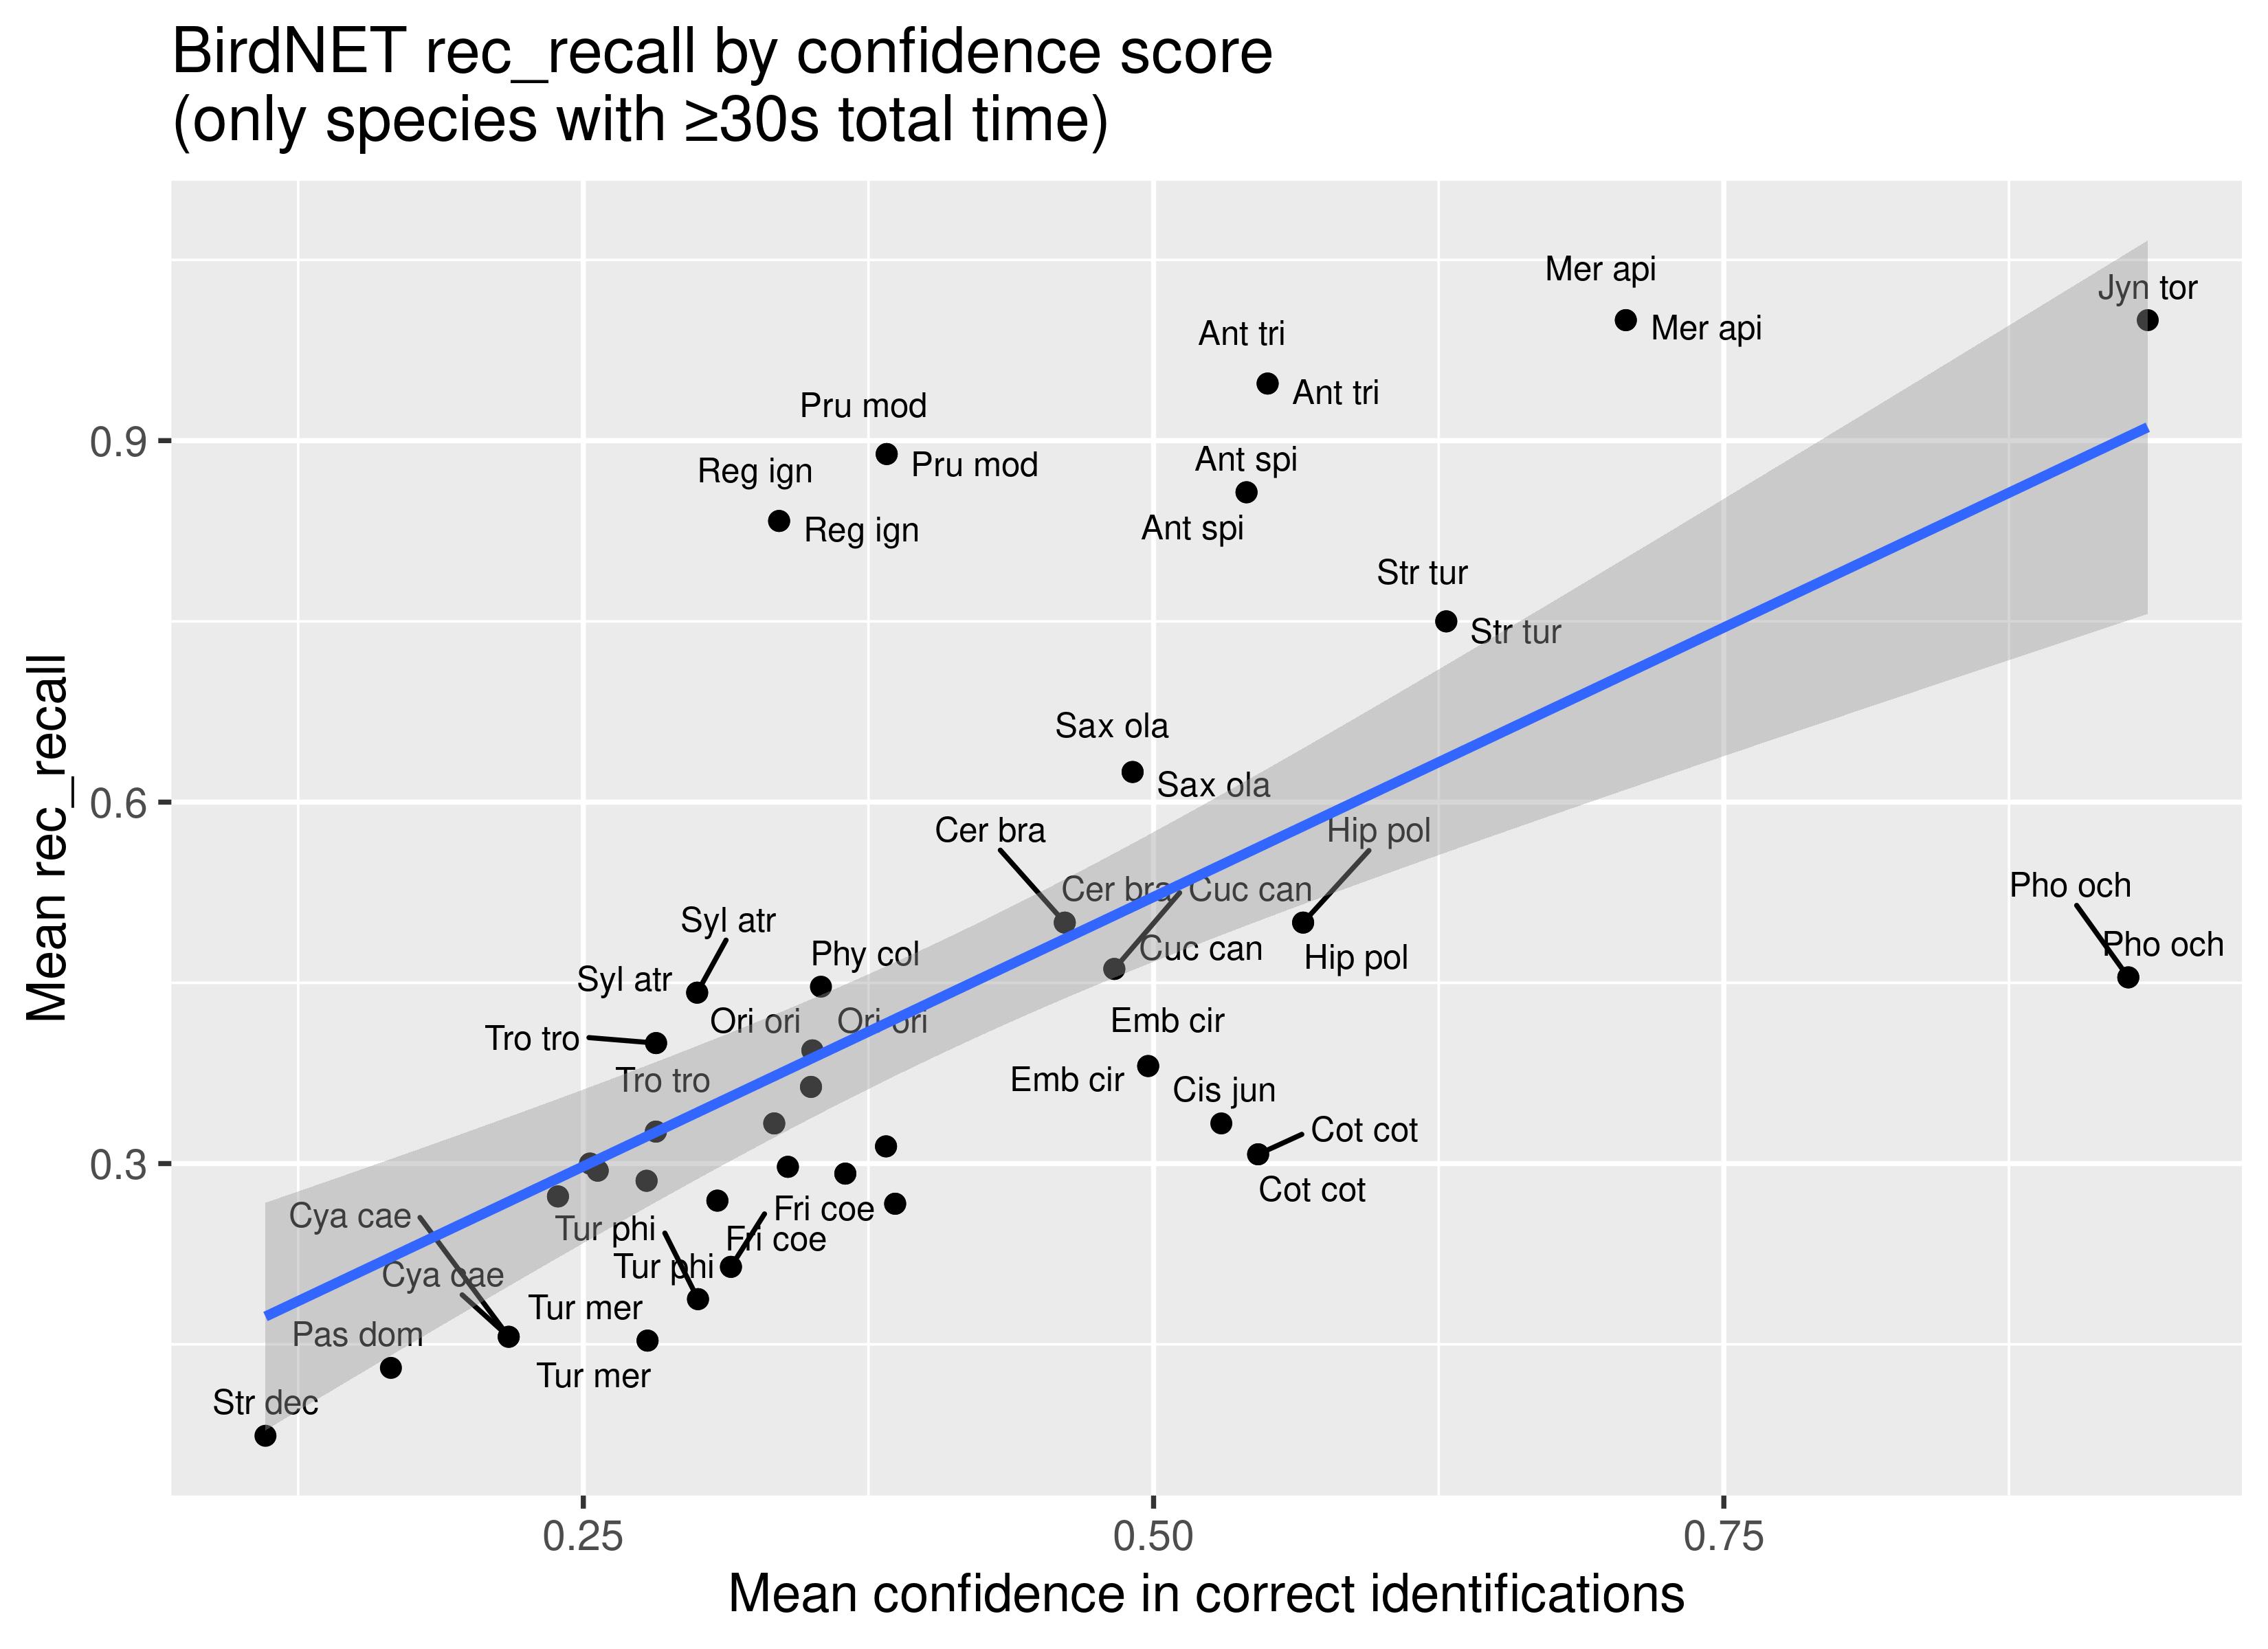 BirdNET rec_recall by confidence score
(only species with ≥30s total time)
Mer api
Jyn tor
Mer api
Ant tri
Ant tri
Pru mod
Pru mod
Reg ign
Reg ign
Ant spi
Ant spi
Str tur
Str tur
Sax ola
Sax ola
Cer bra
Hip pol
Cer bra
Cuc can
Pho och
Syl atr
Phy col
Cuc can
Hip pol
Pho och
Syl atr
Ori ori
Ori ori
Emb cir
Tro tro
Tro tro
Emb cir
Cis jun
Cot cot
Cot cot
Cya cae
Fri coe
Tur phi
Fri coe
Tur phi
Cya cae
Tur mer
Pas dom
Tur mer
Str dec
0.9
0.6
0.3
Mean rec_recall
0.25
0.50
0.75
Mean confidence in correct identifications